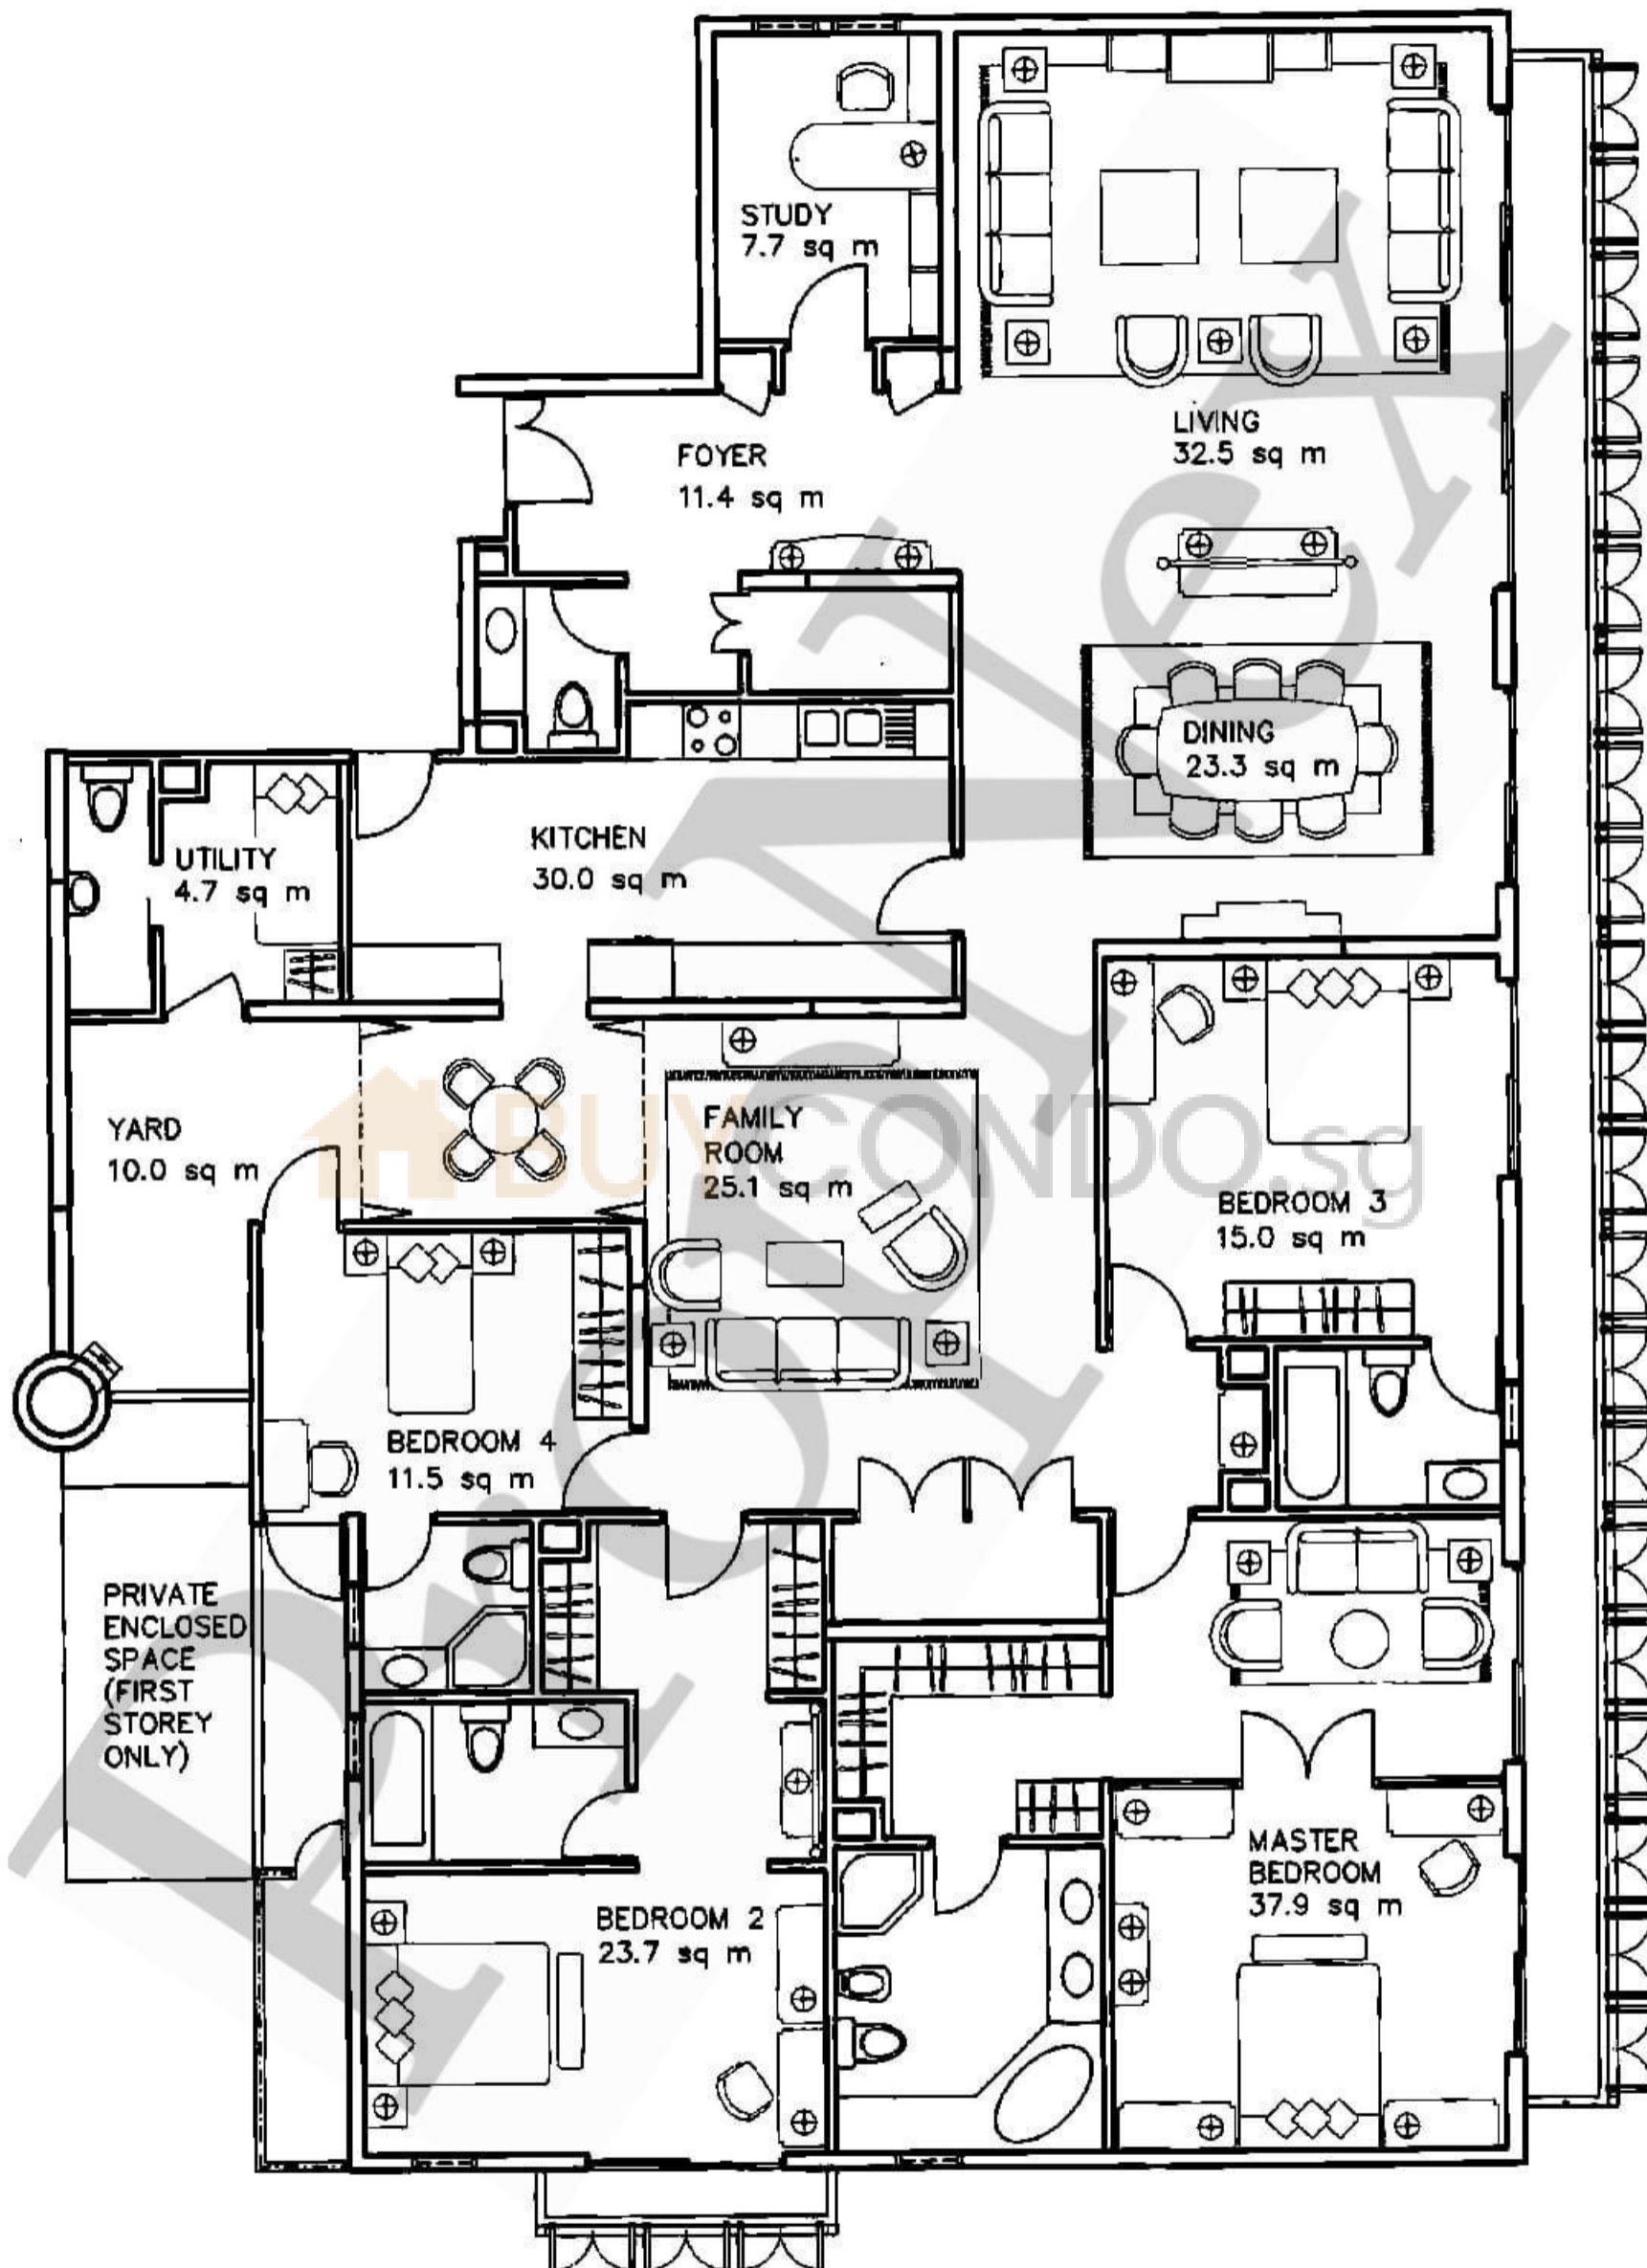 STUDY
7.7 sq m
LIVING
32.5 sq m
FOYER
11.4 sq m
DINING
23.3 sq m
KITCHEN
30.0 sq m
UTILITY
4.7 sq m
YARD
10.0 sq m
FAMILY
ROOM
25.1 sq m
BUYCONDO.sg
BEDROOM 3
15.0 sq m
BEDROOM 4
11.5 sq m
PRIVATE
ENCLOSED
SPACE
(FIRST
STOREY
ONLY)
MASTER
BEDROOM
37.9 sq m
BEDROOM 2
23.7 sq m
PropNex